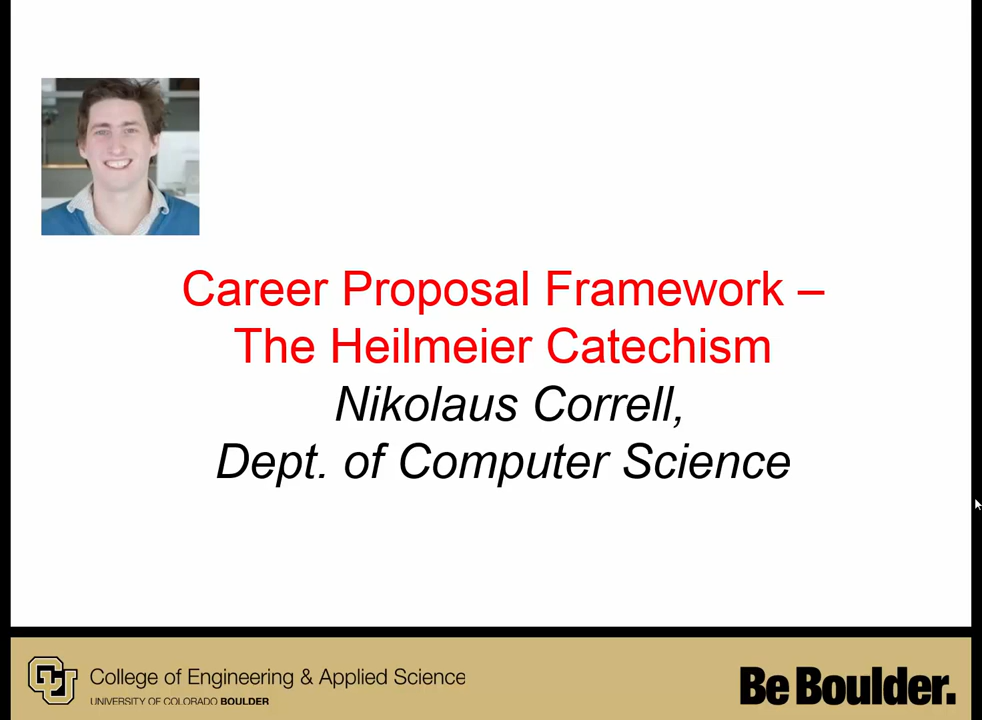 Career Proposal Framework –
The Heilmeier Catechism
Nikolaus Correll,
Dept. of Computer Science
CU
College of Engineering & Applied Science
UNIVERSITY OF COLORADO BOULDER
Be Boulder.